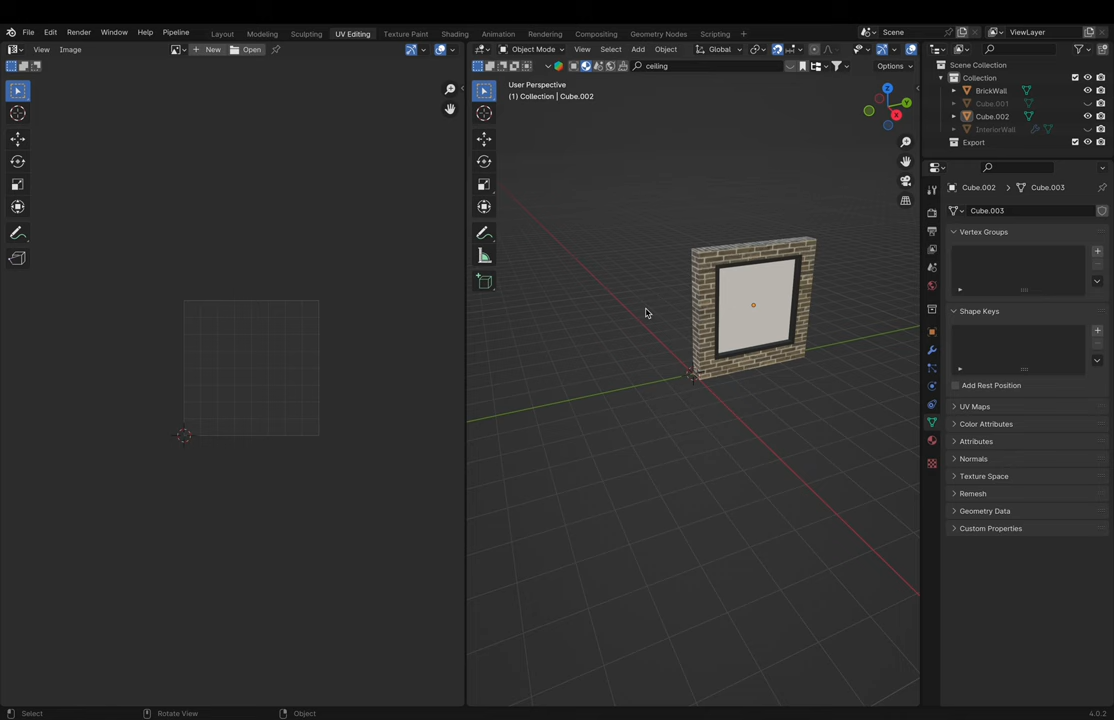 File Edit Render Window Help Pipeline Layout Modeling Sculpting UV Editing Texture Paint Shading Animation Rendering Compositing Geometry Nodes Scripting Scene ViewLayer
View Image New Open Object Mode View Select Add Object Global
ceiling Options
User Perspective
(1) Collection | Cube.002
Z
Y
X
Scene Collection
Collection
BrickWall
Cube.001
Cube.002
InteriorWall
Export
Cube.002 Cube.003
Cube.003
Vertex Groups
Shape Keys
Add Rest Position
UV Maps
Color Attributes
Attributes
Normals
Texture Space
Remesh
Geometry Data
Custom Properties
Select Rotate View Object 4.0.2